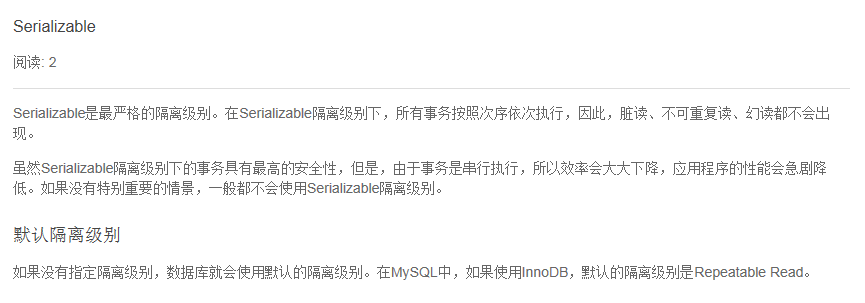 Serializable
阅读: 2
Serializable是最严格的隔离级别。在Serializable隔离级别下，所有事务按照次序依次执行，因此，脏读、不可重复读、幻读都不会出
现。
虽然Serializable隔离级别下的事务具有最高的安全性，但是，由于事务是串行执行，所以效率会大大下降，应用程序的性能会急剧降
低。如果没有特别重要的情景，一般都不会使用Serializable隔离级别。
默认隔离级别
如果没有指定隔离级别，数据库就会使用默认的隔离级别。在MySQL中，如果使用InnoDB，默认的隔离级别是Repeatable Read。